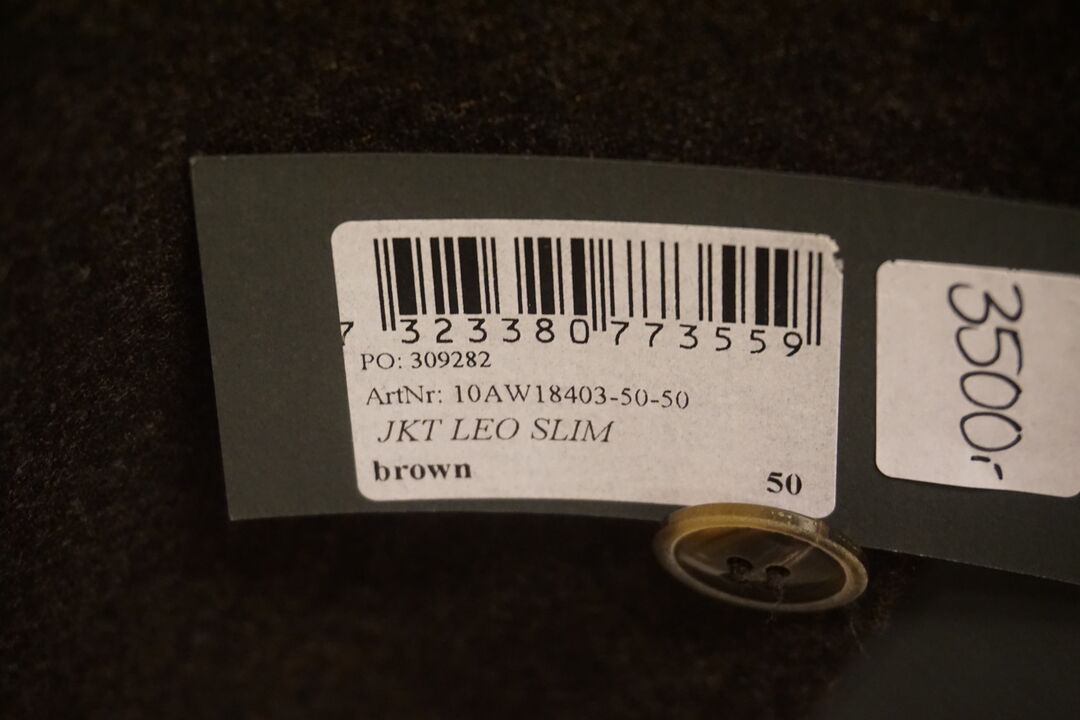 7 323380 773559
PO: 309282
ArtNr: 10AW18403-50-50
JKT LEO SLIM
brown
50
3500:-